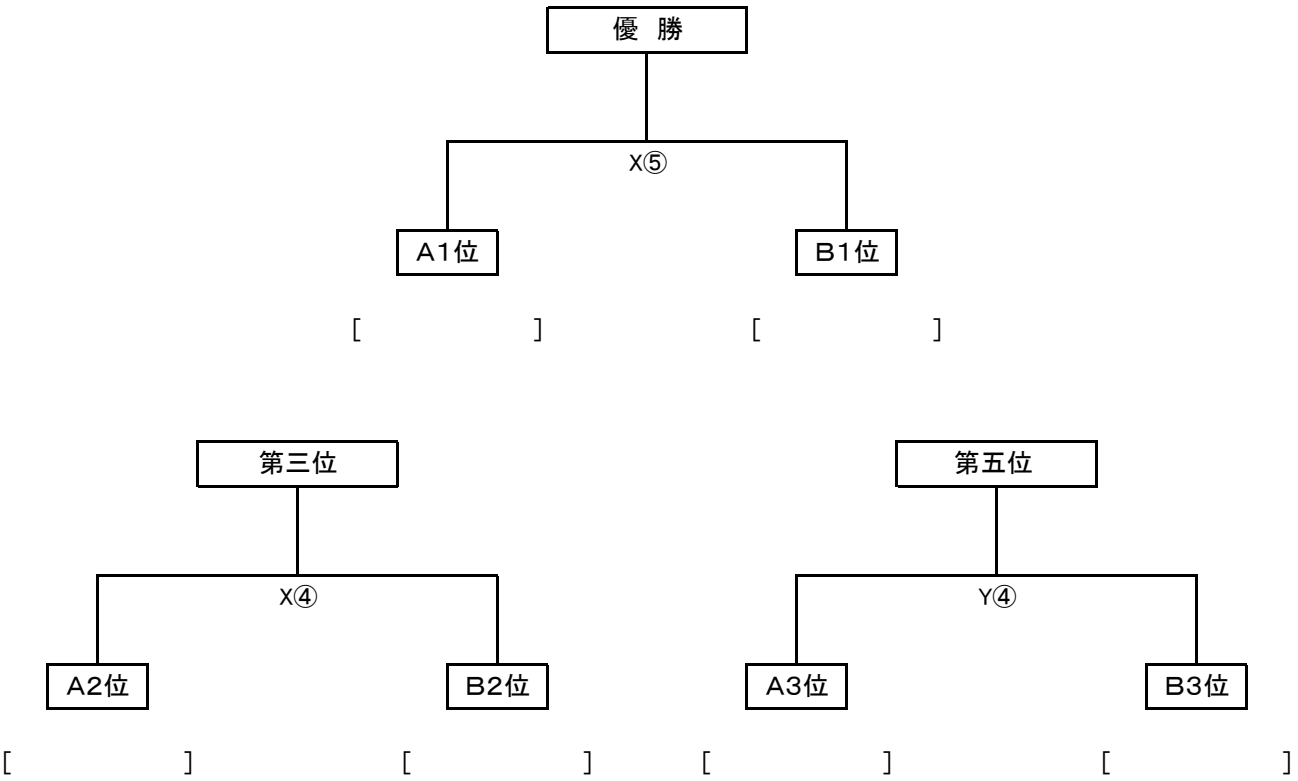 優 勝
X⑤
A1位 B1位
[ ] [ ]
第三位 第五位
X④ Y④
A2位 B2位 A3位 B3位
[ ] [ ] [ ] [ ]